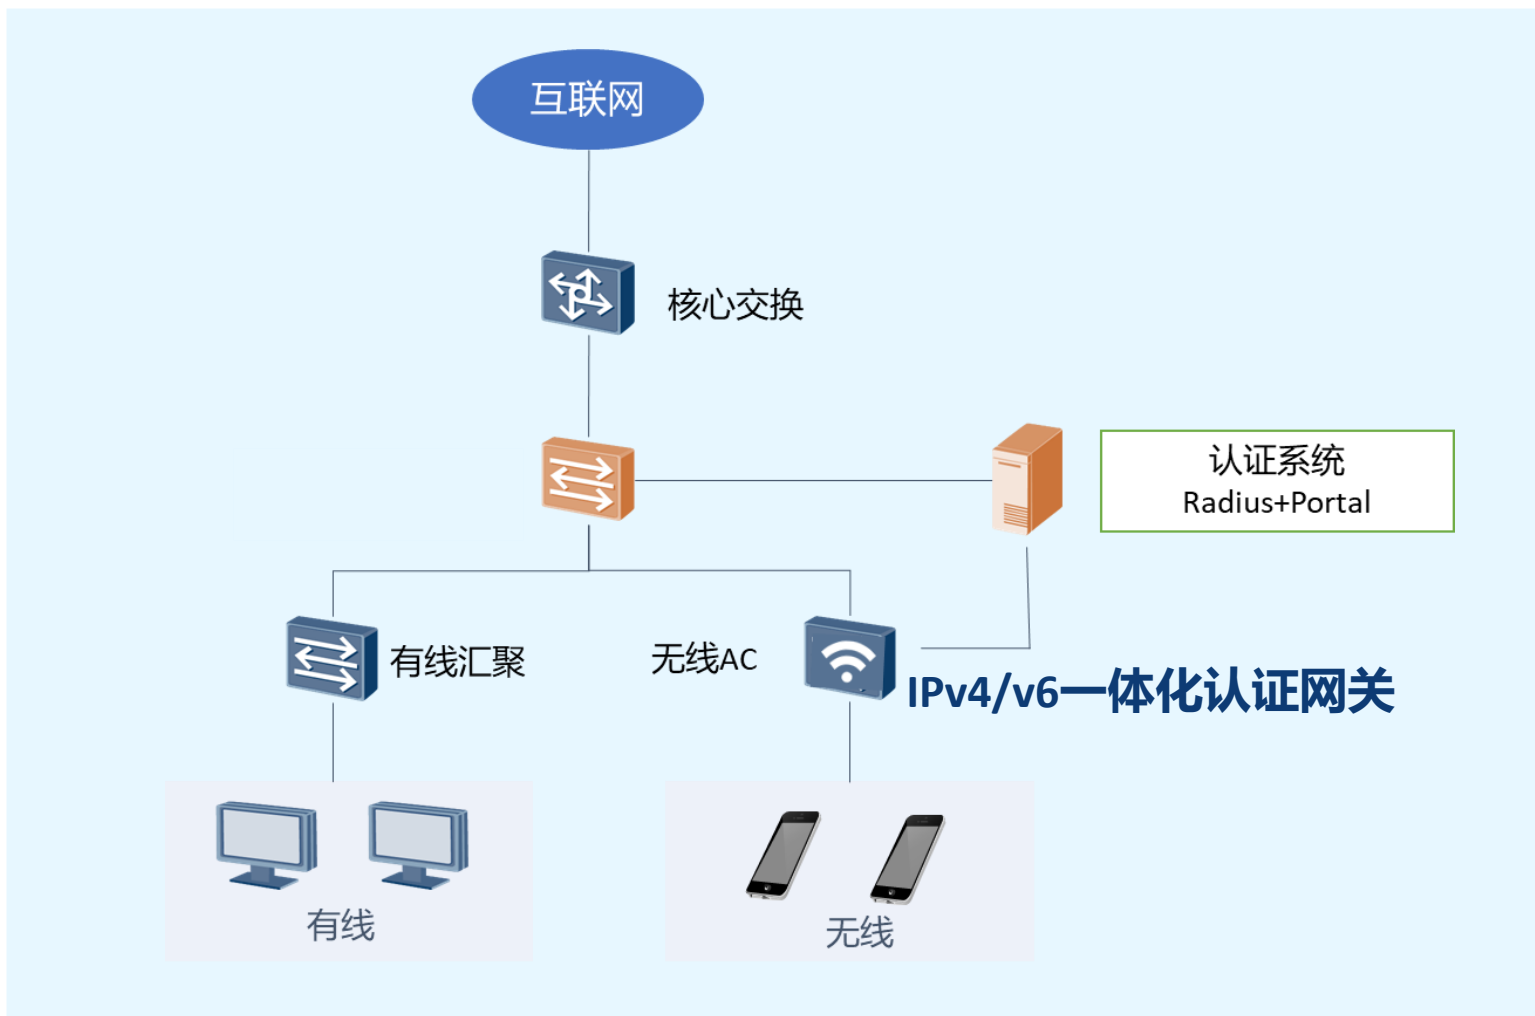 互联网
核心交换
认证系统
Radius+Portal
有线汇聚
无线AC
IPv4/v6一体化认证网关
有线
无线